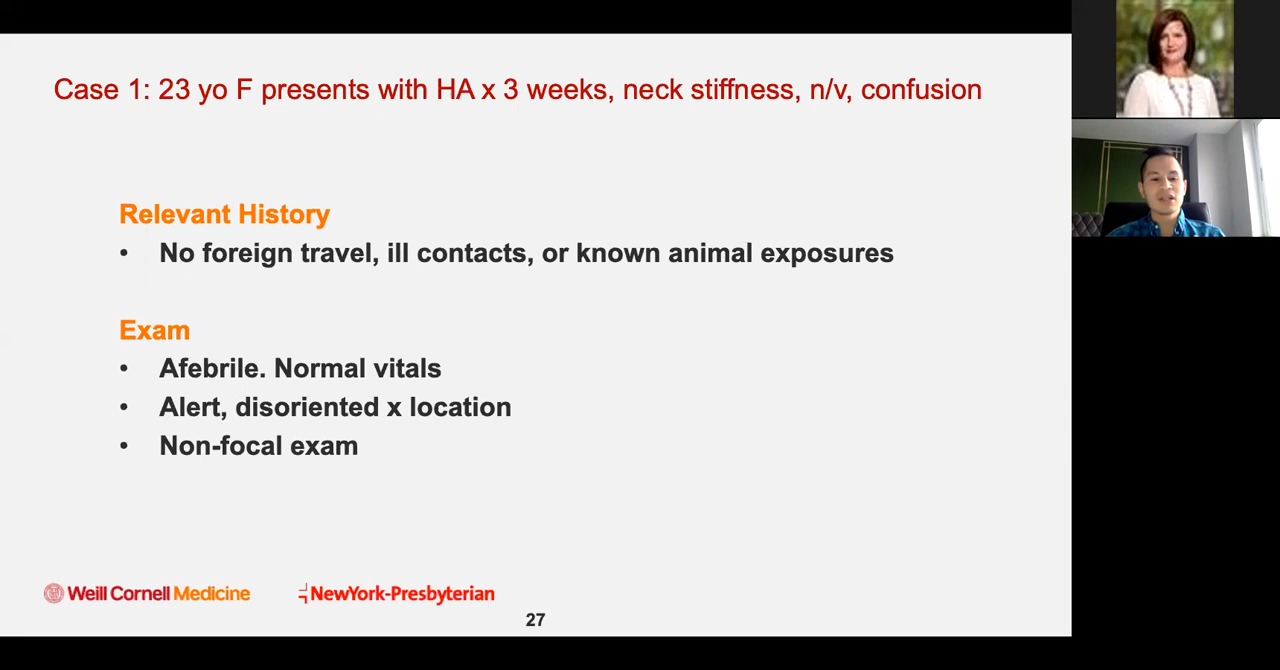 Case 1: 23 yo F presents with HA x 3 weeks, neck stiffness, n/v, confusion
Relevant History
• No foreign travel, ill contacts, or known animal exposures
Exam
• Afebrile. Normal vitals
• Alert, disoriented x location
• Non-focal exam
Weill Cornell Medicine
NewYork-Presbyterian
27